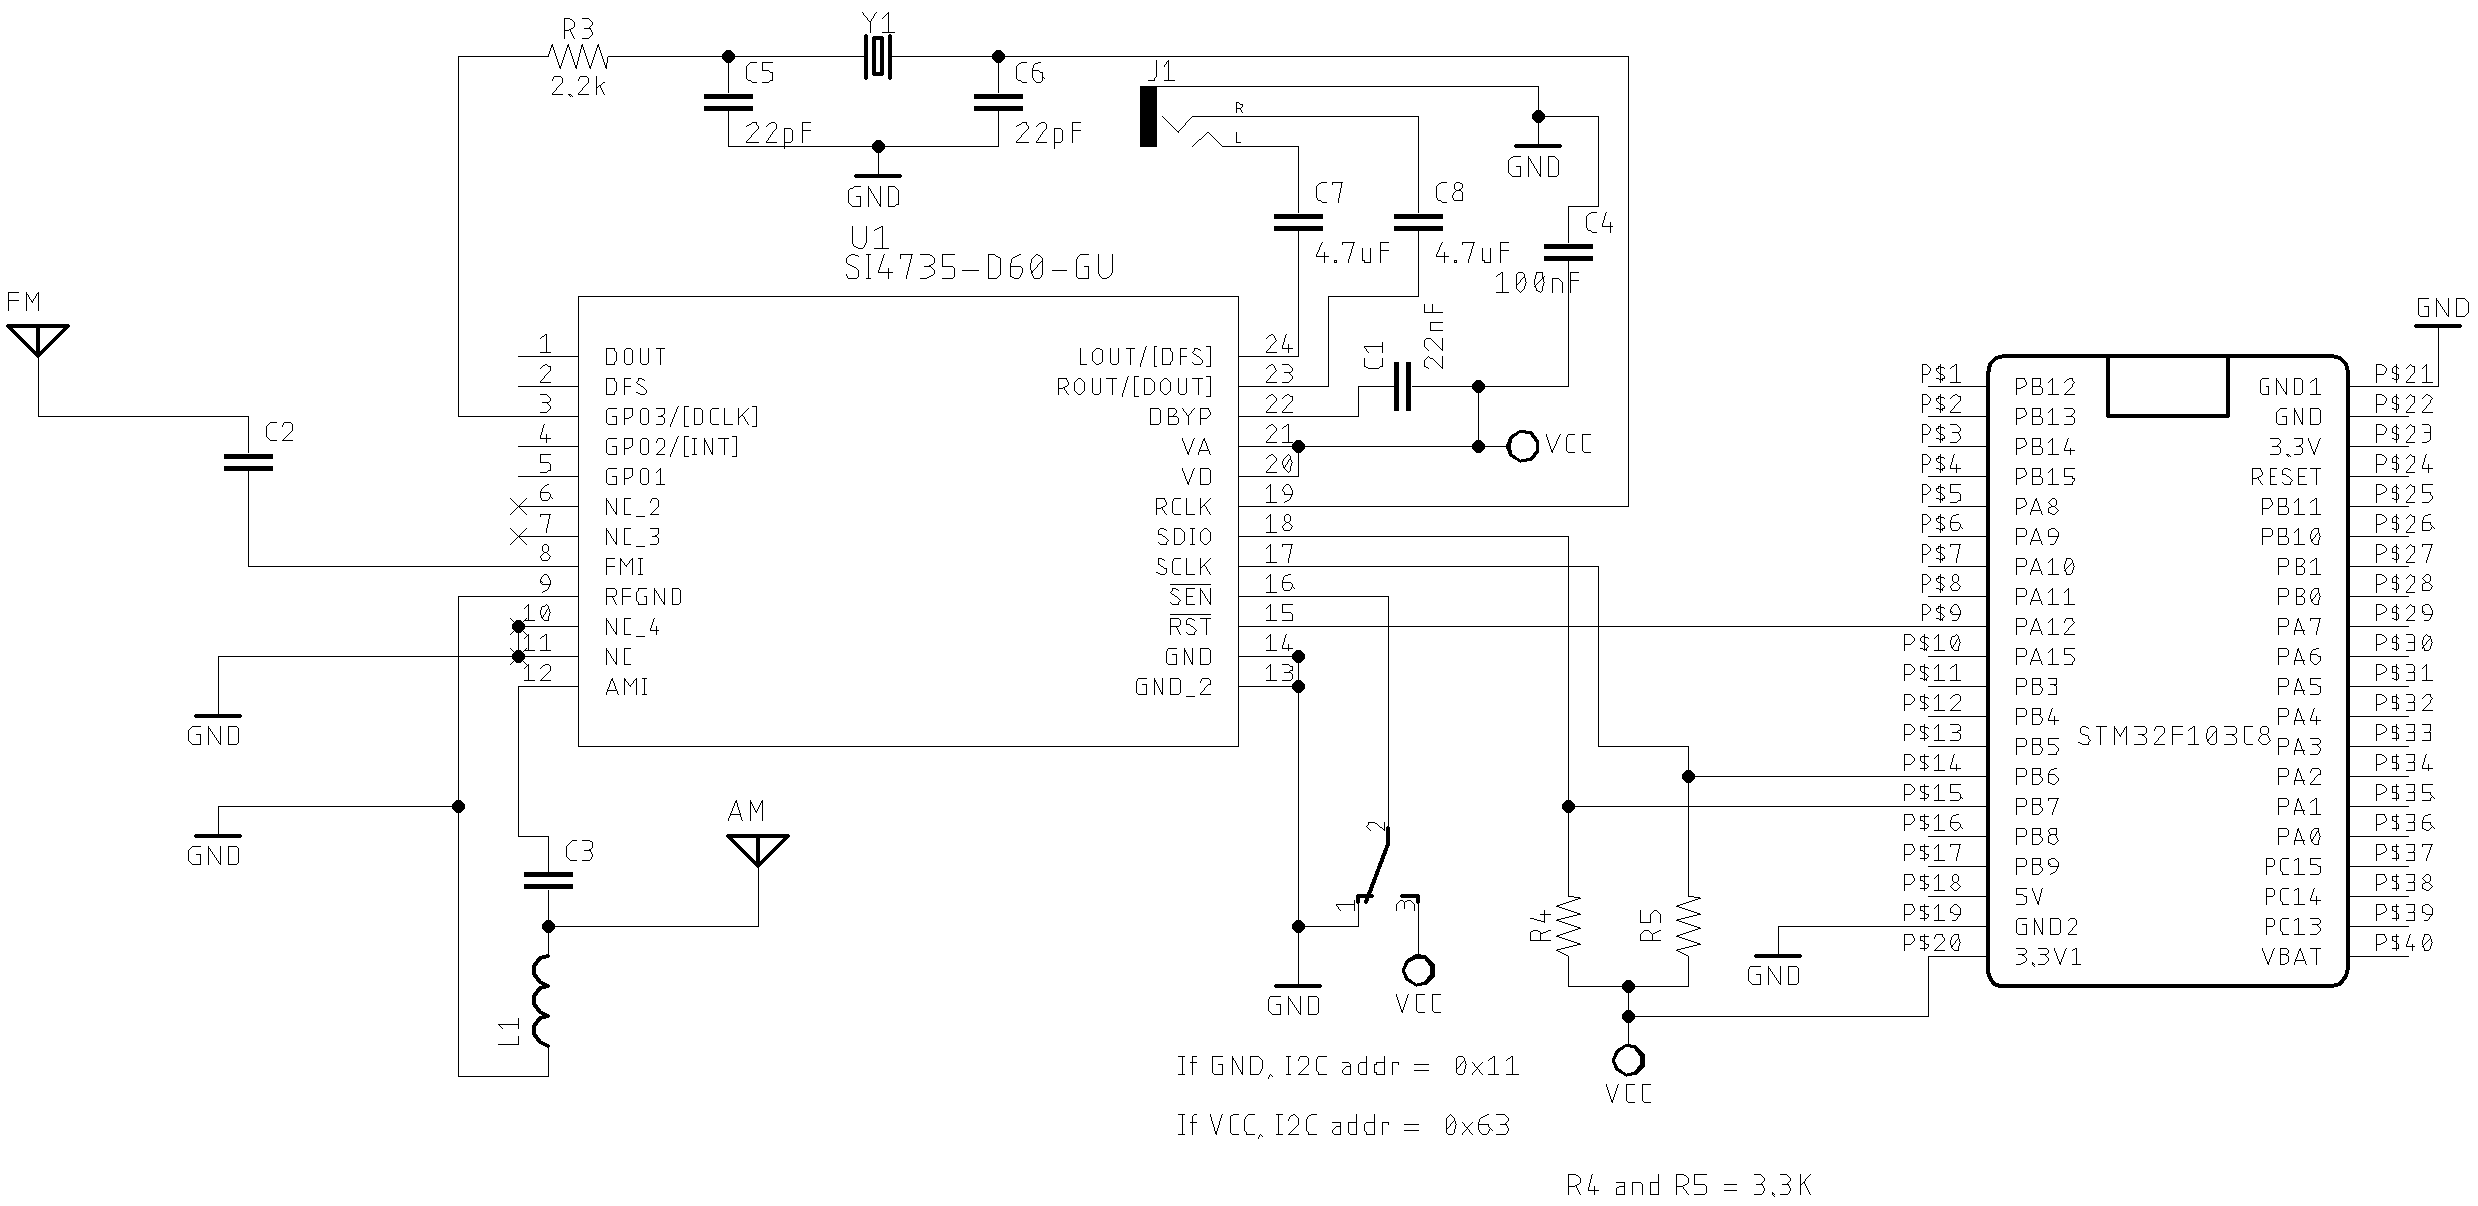 R3
2.2k
Y1
C5
22pF
C6
22pF
GND
J1
R
L
GND
C7
4.7uF
C8
4.7uF
C4
100nF
U1
SI4735-D60-GU
FM
C2
1 DOUT
2 DFS
3 GPO3/[DCLK]
4 GPO2/[INT]
5 GPO1
6 NC_2
7 NC_3
8 FMI
9 RFGND
10 NC_4
11 NC
12 AMI
LOUT/[DFS] 24
ROUT/[DOUT] 23
DBYP 22
VA 21
VD 20
RCLK 19
SDIO 18
SCLK 17
SEN 16
RST 15
GND 14
GND_2 13
C1
22nF
VCC
GND
GND
AM
C3
L1
2
1
3
GND
VCC
R4
R5
VCC
GND
GND
P$1 PB12
P$2 PB13
P$3 PB14
P$4 PB15
P$5 PA8
P$6 PA9
P$7 PA10
P$8 PA11
P$9 PA12
P$10 PA15
P$11 PB3
P$12 PB4
P$13 PB5
P$14 PB6
P$15 PB7
P$16 PB8
P$17 PB9
P$18 5V
P$19 GND2
P$20 3.3V1
STM32F103C8
GND1 P$21
GND P$22
3.3V P$23
RESET P$24
PB11 P$25
PB10 P$26
PB1 P$27
PB0 P$28
PA7 P$29
PA6 P$30
PA5 P$31
PA4 P$32
PA3 P$33
PA2 P$34
PA1 P$35
PA0 P$36
PC15 P$37
PC14 P$38
PC13 P$39
VBAT P$40
If GND, I2C addr = 0x11
If VCC, I2C addr = 0x63
R4 and R5 = 3.3K